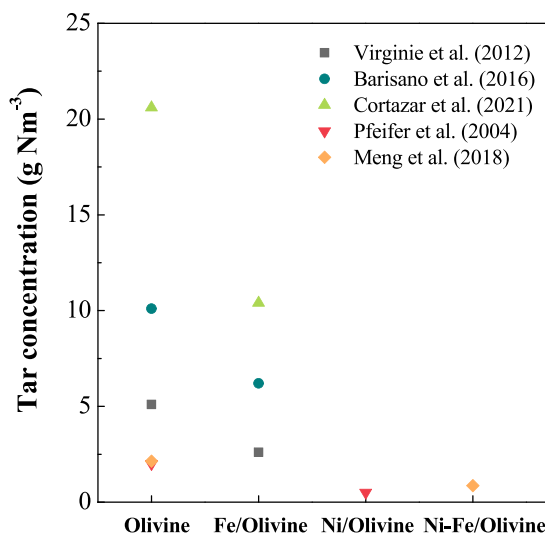 25
20
15
10
5
0
Tar concentration (g Nm⁻³)
Virginie et al. (2012)
Barisano et al. (2016)
Cortazar et al. (2021)
Pfeifer et al. (2004)
Meng et al. (2018)
Olivine Fe/Olivine Ni/Olivine Ni-Fe/Olivine